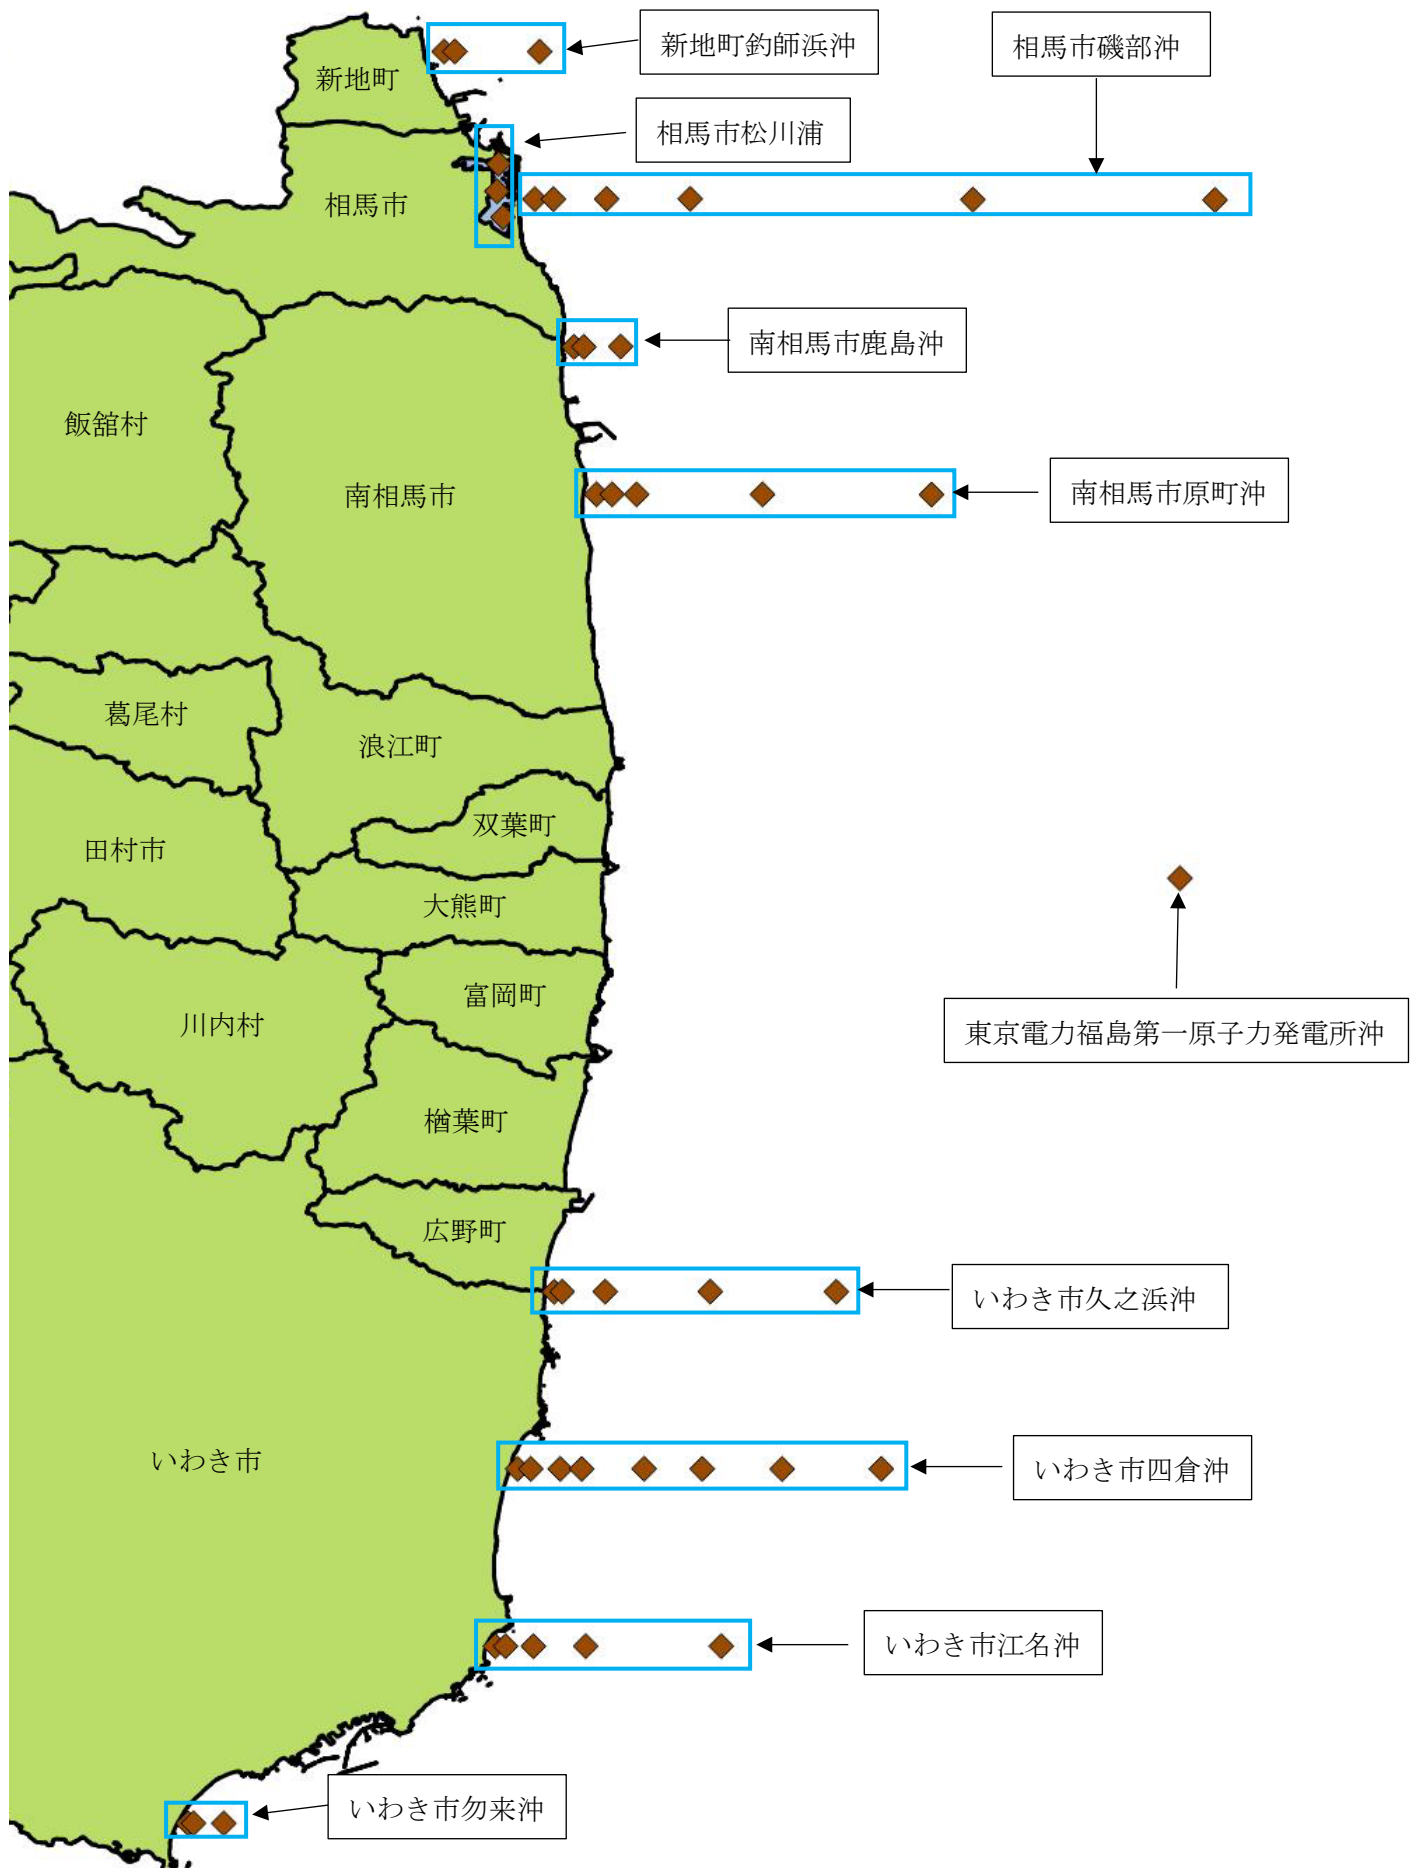 新地町釣師浜沖
相馬市磯部沖
新地町
相馬市松川浦
相馬市
南相馬市鹿島沖
飯舘村
南相馬市
南相馬市原町沖
葛尾村
浪江町
双葉町
田村市
大熊町
富岡町
川内村
東京電力福島第一原子力発電所沖
楢葉町
広野町
いわき市久之浜沖
いわき市
いわき市四倉沖
いわき市江名沖
いわき市勿来沖